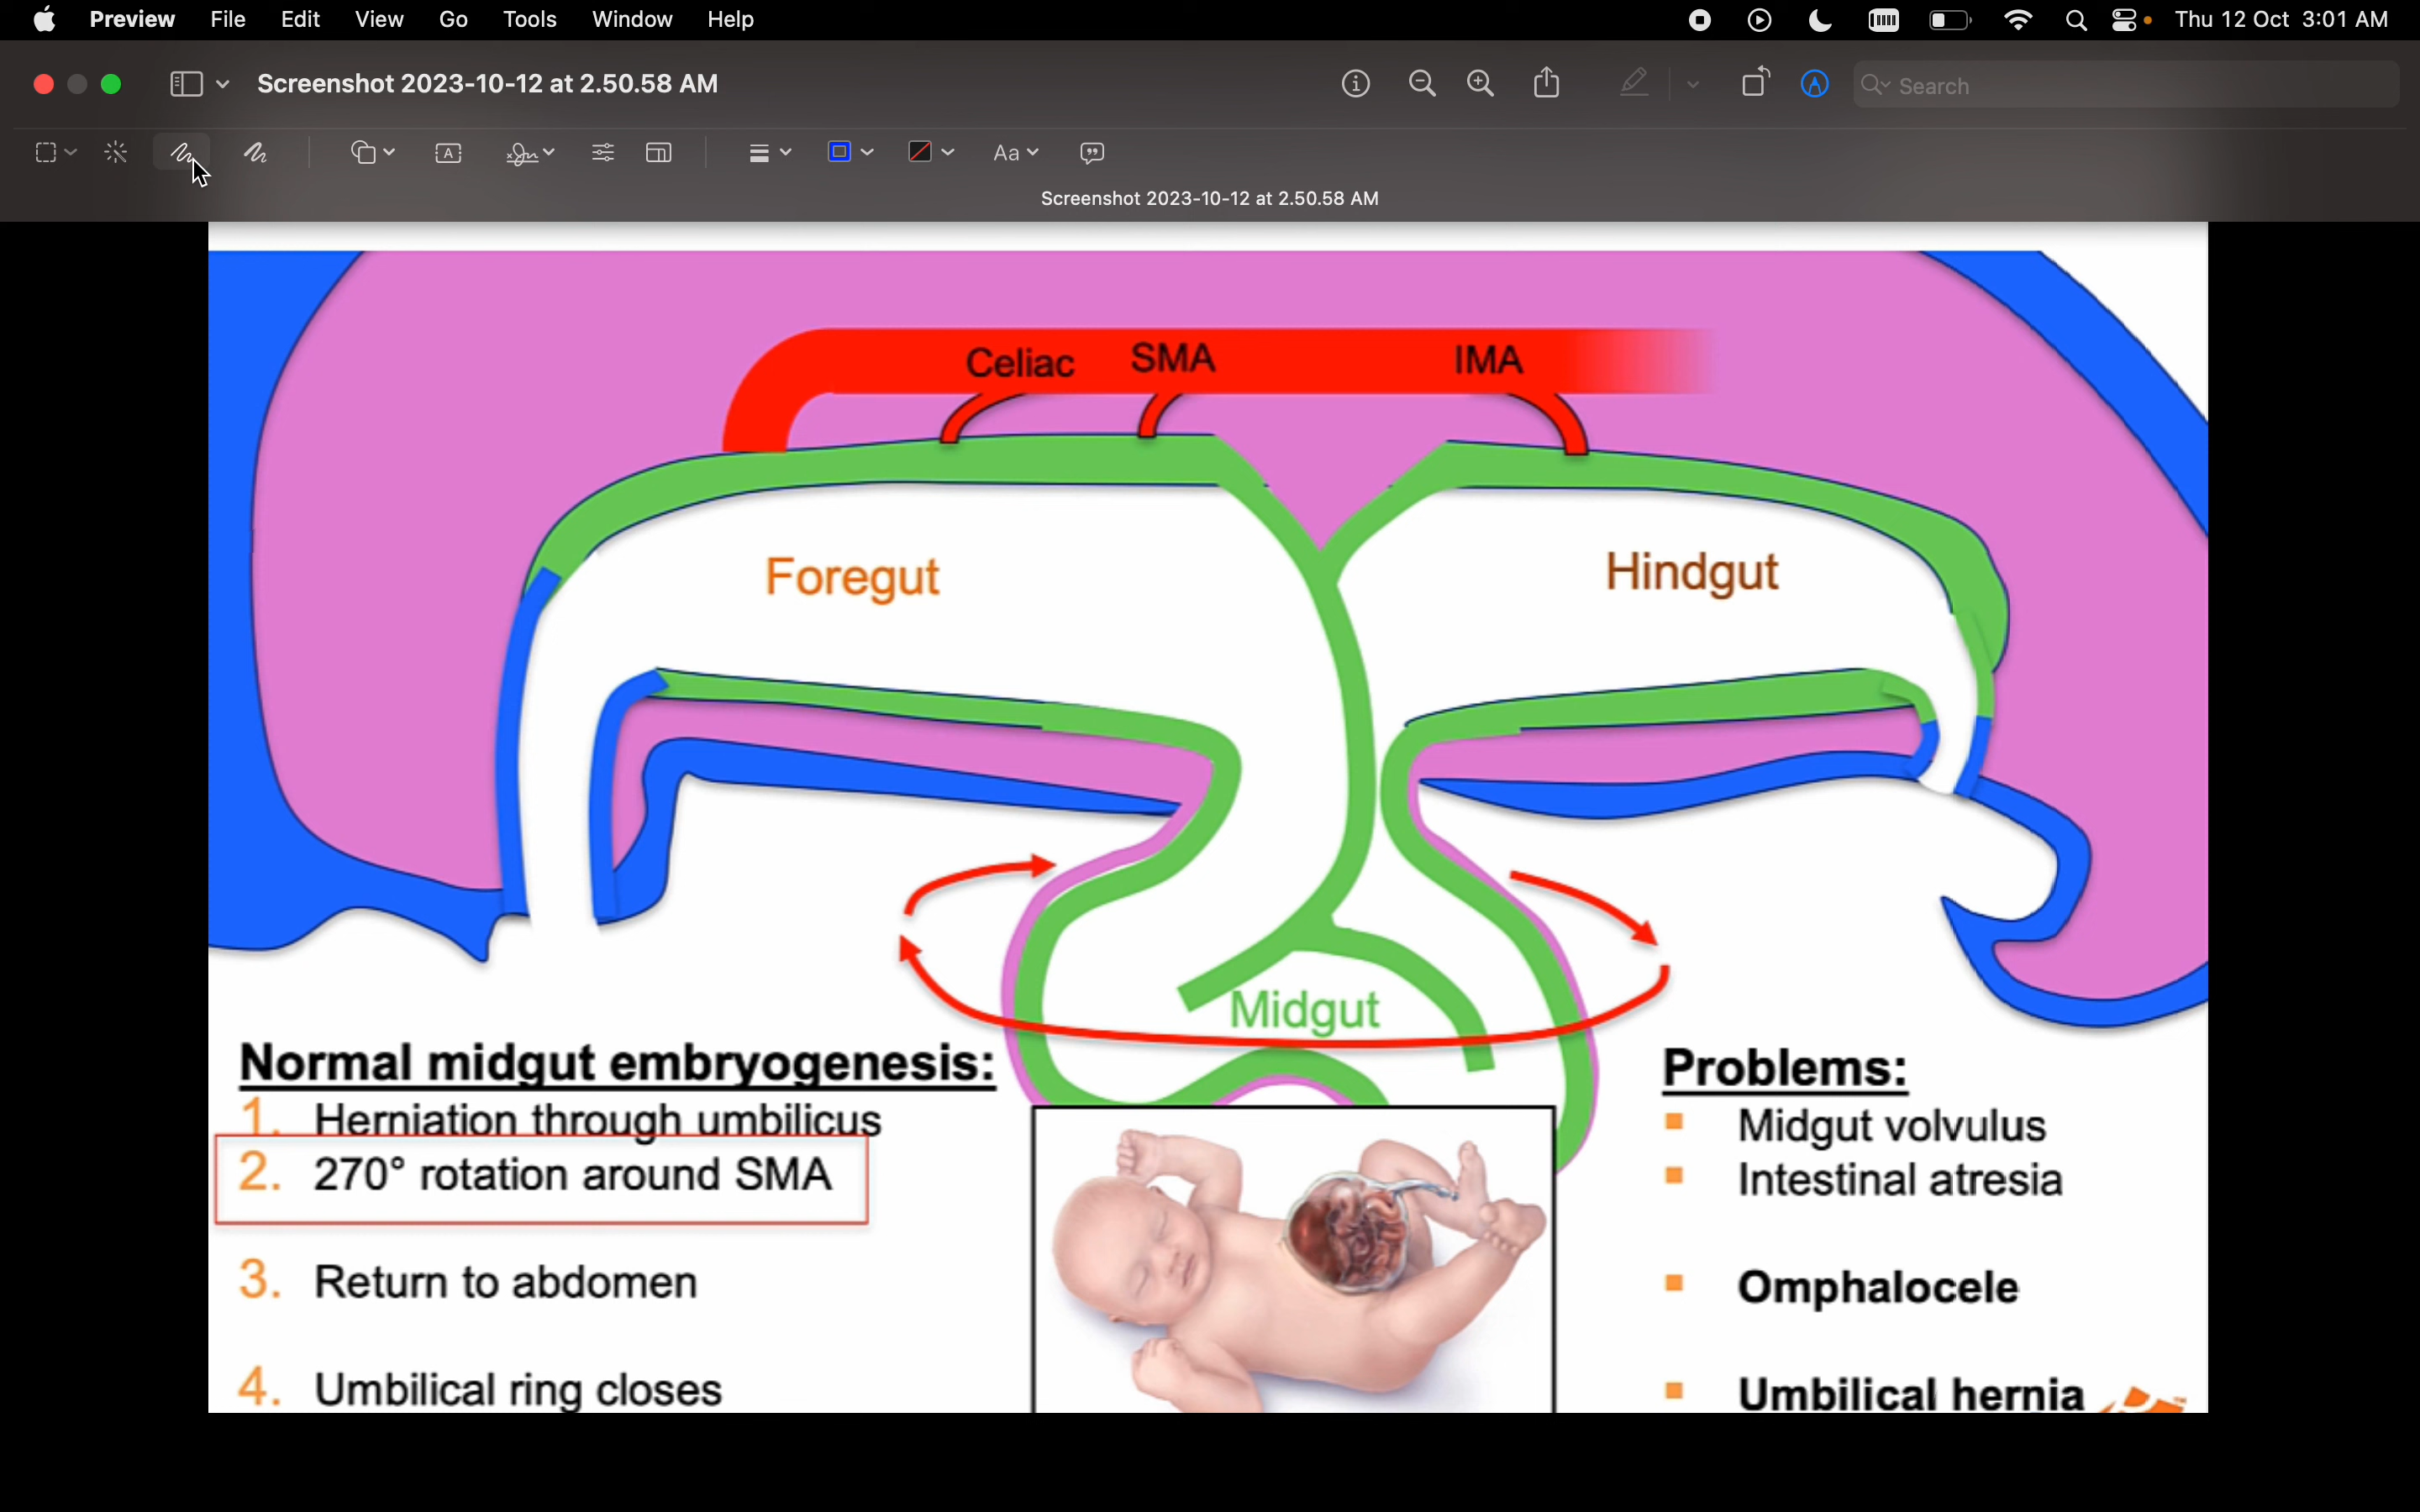 Preview File Edit View Go Tools Window Help Thu 12 Oct 3:01 AM
Screenshot 2023-10-12 at 2.50.58 AM
Search
A
Aa
Screenshot 2023-10-12 at 2.50.58 AM
Celiac SMA IMA
Foregut Hindgut
Midgut
Normal midgut embryogenesis:
1. Herniation through umbilicus
2. 270° rotation around SMA
3. Return to abdomen
4. Umbilical ring closes
Problems:
Midgut volvulus
Intestinal atresia
Omphalocele
Umbilical hernia